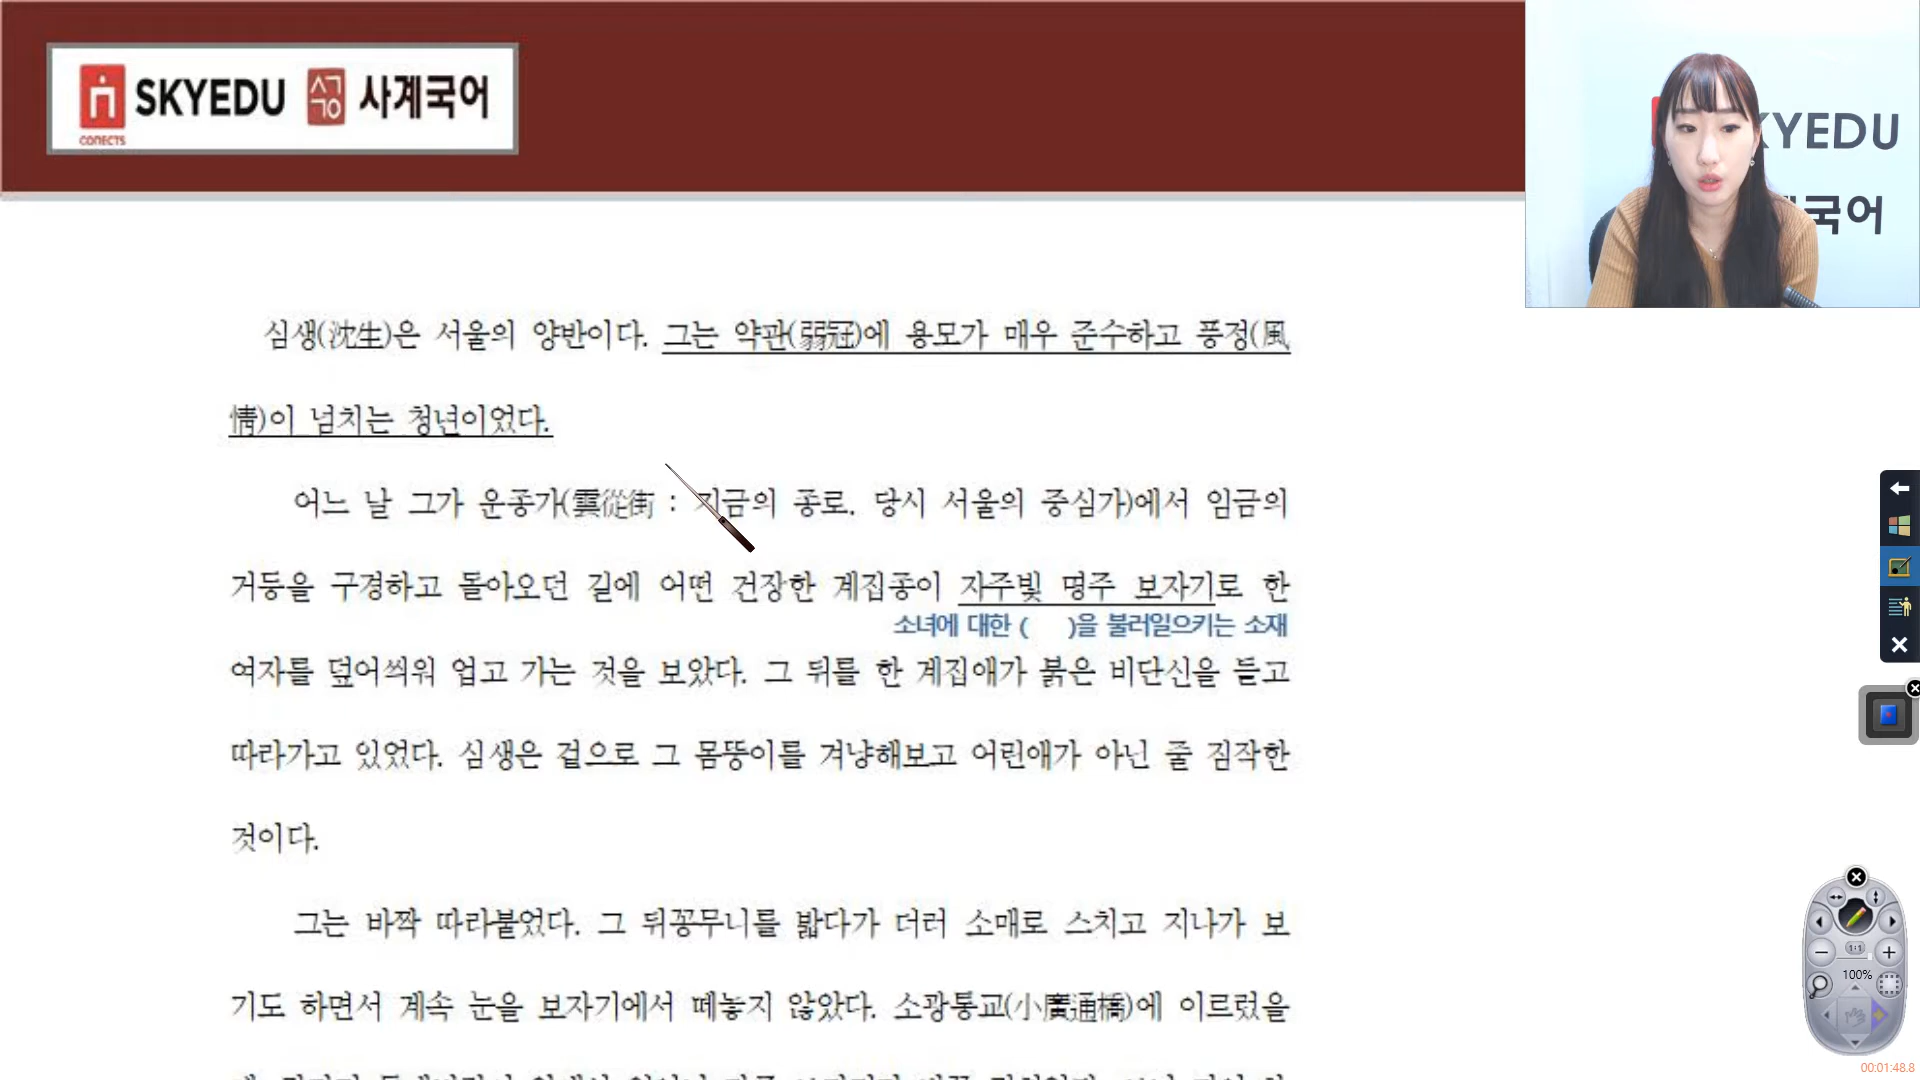 CONECTS
SKYEDU 사계국어
KYEDU
국어
심생(沈生)은 서울의 양반이다. 그는 약관(弱冠)에 용모가 매우 준수하고 풍정(風
情)이 넘치는 청년이었다.
어느 날 그가 운종가(雲從街 : 지금의 종로. 당시 서울의 중심가)에서 임금의
거둥을 구경하고 돌아오던 길에 어떤 건장한 계집종이 자주빛 명주 보자기로 한
소녀에 대한 ( )을 불러일으키는 소재
여자를 덮어씌워 업고 가는 것을 보았다. 그 뒤를 한 계집애가 붉은 비단신을 들고
따라가고 있었다. 심생은 겉으로 그 몸뚱이를 겨냥해보고 어린애가 아닌 줄 짐작한
것이다.
그는 바짝 따라붙었다. 그 뒤꽁무니를 밟다가 더러 소매로 스치고 지나가 보
기도 하면서 계속 눈을 보자기에서 떼놓지 않았다. 소광통교(小廣通橋)에 이르렀을
1:1
100%
00:01:48.8